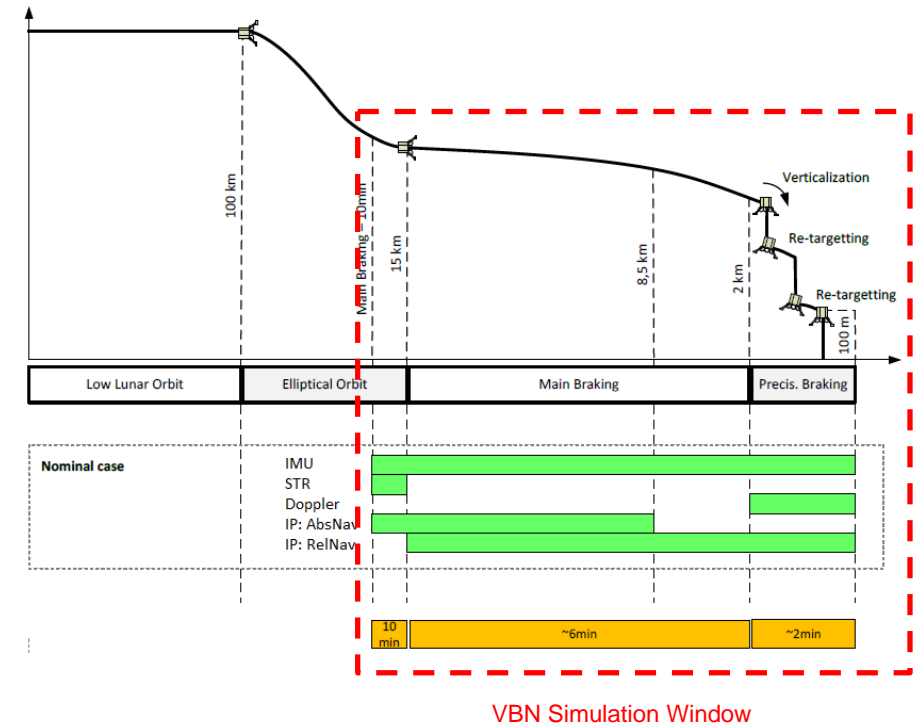 Verticalization
Re-targetting
Re-targetting
100 km
Main Braking – 10min
15 km
8,5 km
2 km
100 m
Low Lunar Orbit
Elliptical Orbit
Main Braking
Precis. Braking
Nominal case
IMU
STR
Doppler
IP: AbsNav
IP: RelNav
10
min
~6min
~2min
VBN Simulation Window